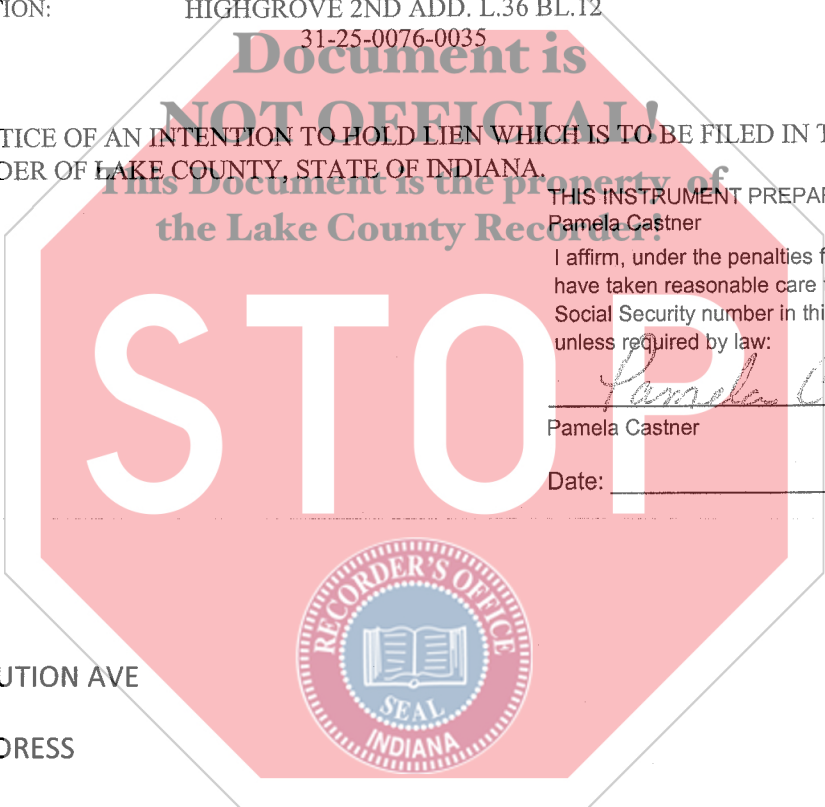 TION: HIGHGROVE 2ND ADD. L.36 BL.12
31-25-0076-0035
Document is
NOT OFFICIAL!
TICE OF AN INTENTION TO HOLD LIEN WHICH IS TO BE FILED IN T
DER OF LAKE COUNTY, STATE OF INDIANA.
This Document is the property of
the Lake County Recorder!
THIS INSTRUMENT PREPAR
Pamela Castner
I affirm, under the penalties f
have taken reasonable care
Social Security number in thi
unless required by law:
Pamela C
Pamela Castner
Date:
STOP
RECORDER'S OFFICE
SEAL
INDIANA
UTION AVE
DRESS